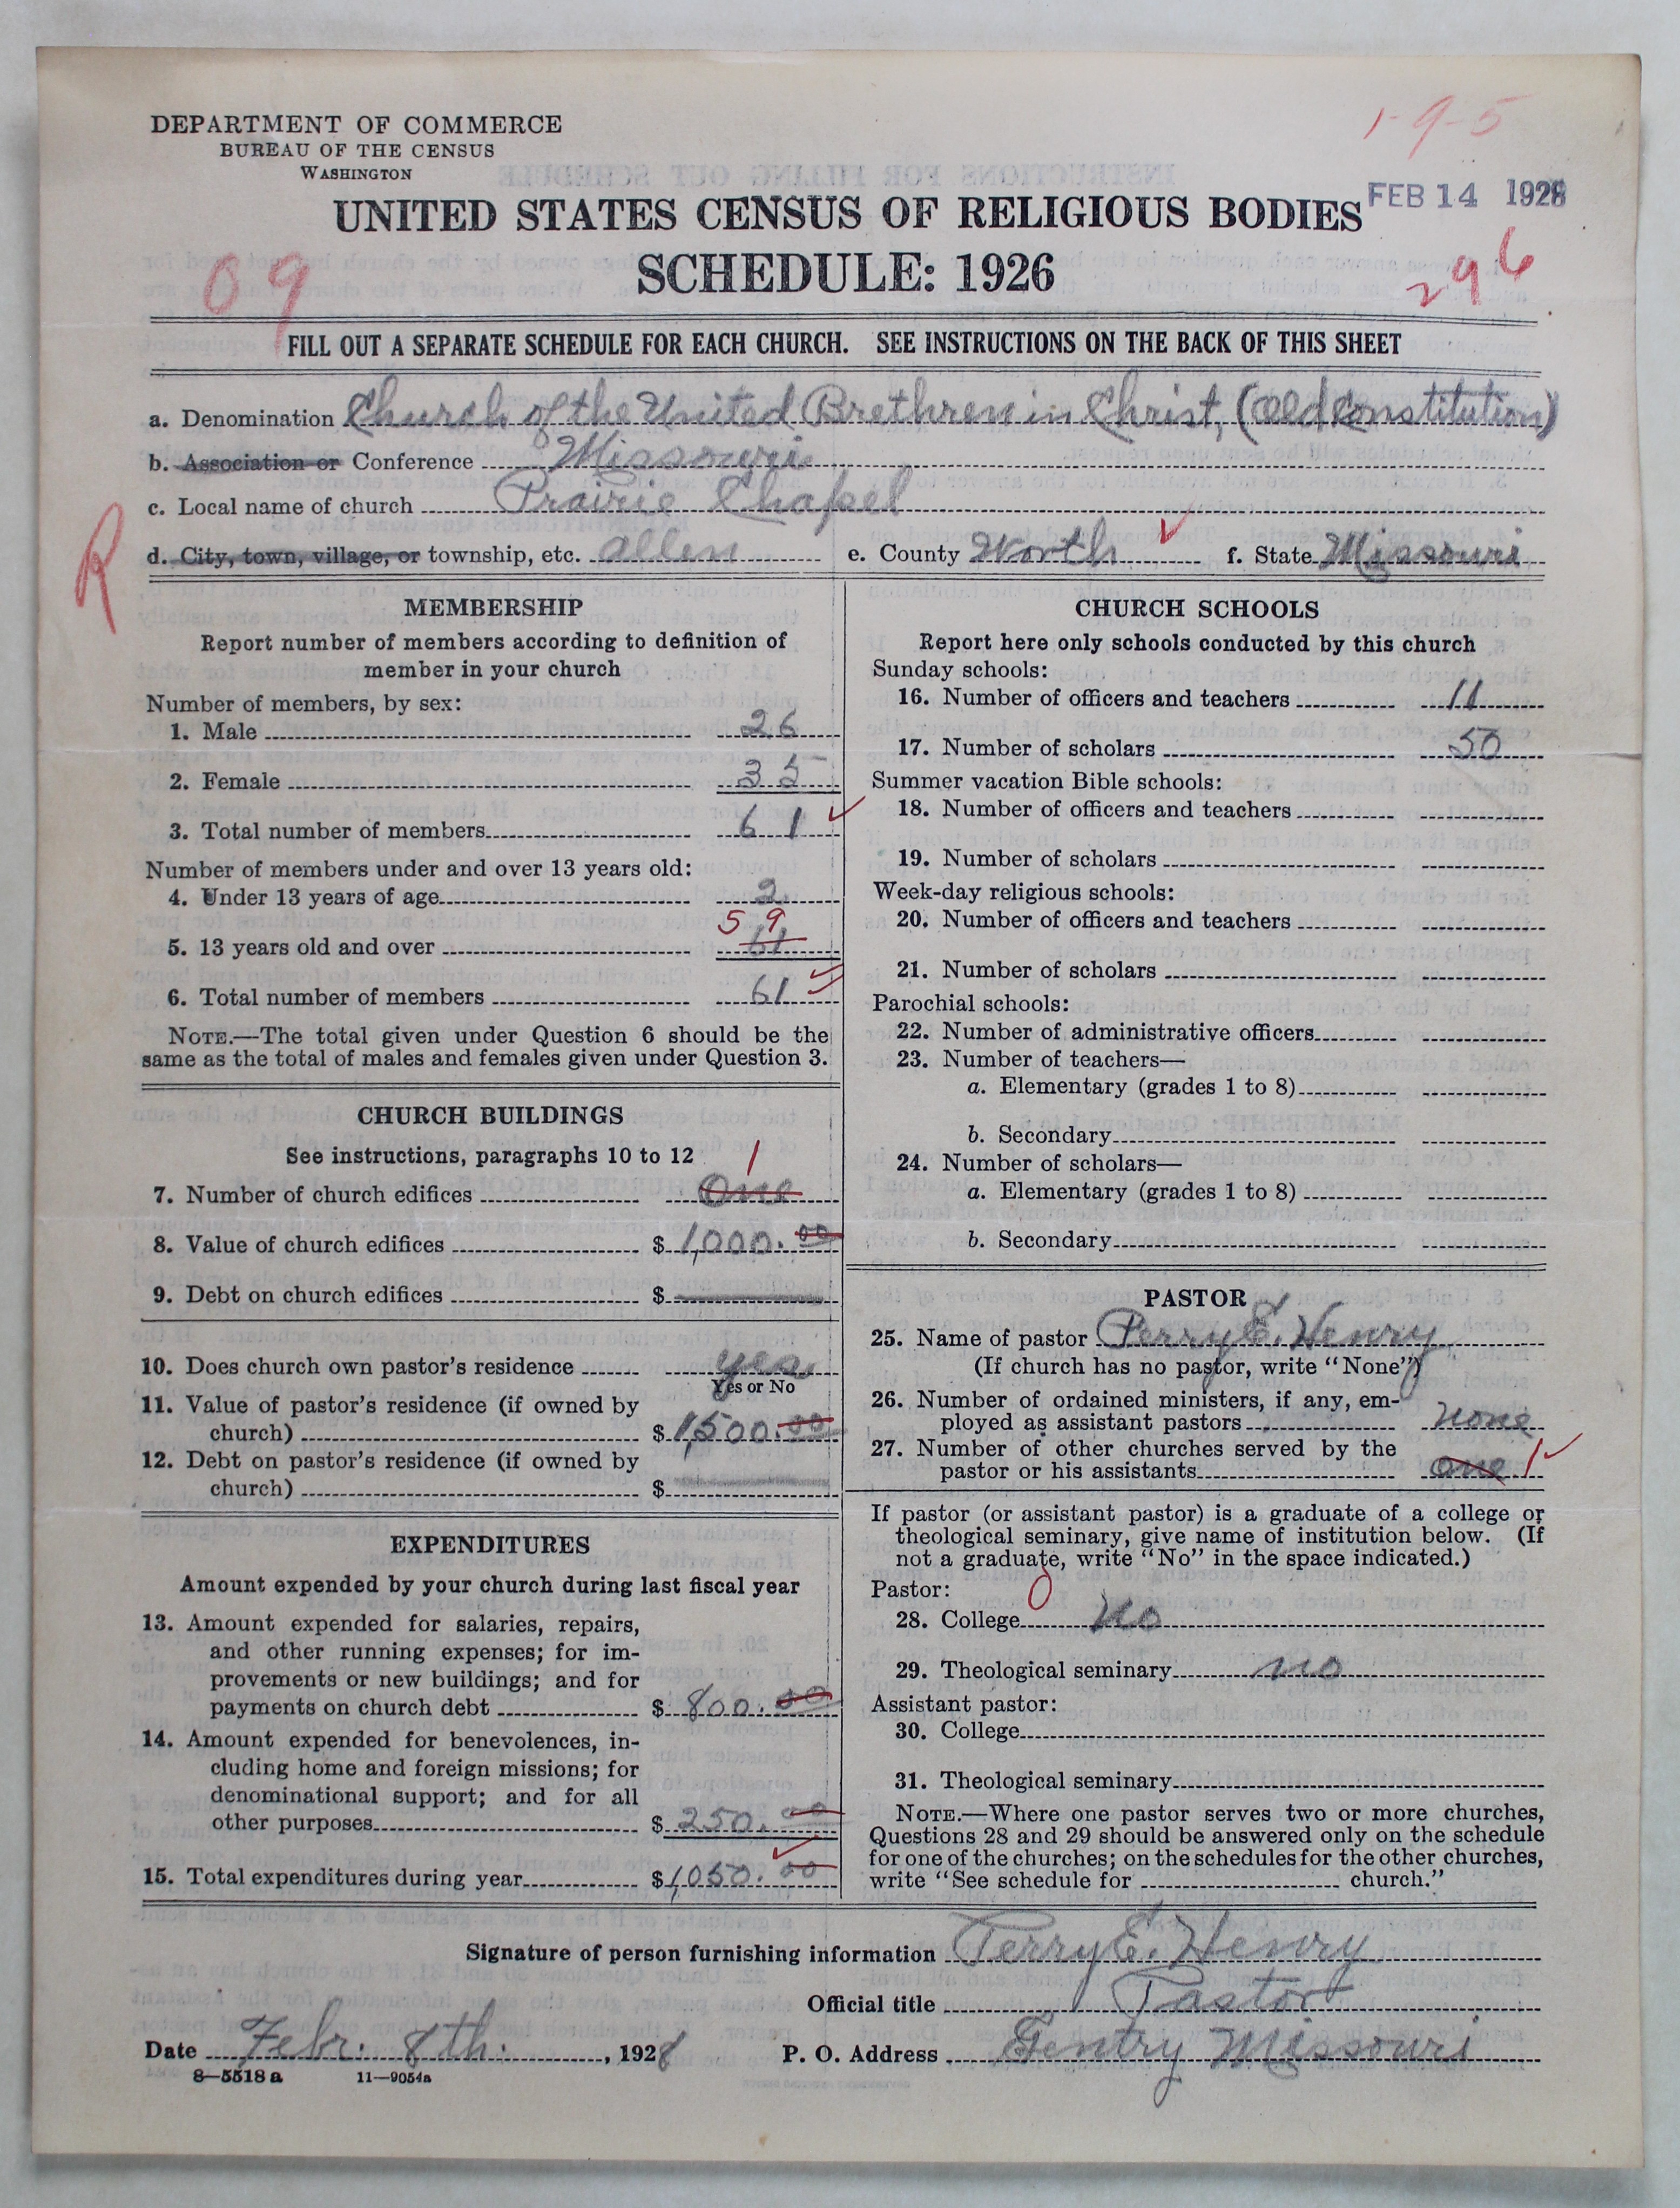 1-9-5
DEPARTMENT OF COMMERCE
BUREAU OF THE CENSUS
WASHINGTON
FEB 14 1928
UNITED STATES CENSUS OF RELIGIOUS BODIES
SCHEDULE: 1926
09
296
FILL OUT A SEPARATE SCHEDULE FOR EACH CHURCH. SEE INSTRUCTIONS ON THE BACK OF THIS SHEET
a. Denomination Church of the United Brethren in Christ, (Old Constitution)
b. Association or Conference Missouri
c. Local name of church Prairie Chapel
R
d. City, town, village, or township, etc. Allen e. County Worth f. State Missouri
MEMBERSHIP
Report number of members according to definition of
member in your church
Number of members, by sex:
1. Male 26
2. Female 35
3. Total number of members 61
Number of members under and over 13 years old:
4. Under 13 years of age 2
59
5. 13 years old and over 61
6. Total number of members 61
NOTE.—The total given under Question 6 should be the
same as the total of males and females given under Question 3.
CHURCH BUILDINGS
See instructions, paragraphs 10 to 12
1
7. Number of church edifices One
8. Value of church edifices $ 1,000.00
9. Debt on church edifices $
10. Does church own pastor's residence yes
Yes or No
11. Value of pastor's residence (if owned by
church) $ 1,500.00
12. Debt on pastor's residence (if owned by
church) $
EXPENDITURES
Amount expended by your church during last fiscal year
13. Amount expended for salaries, repairs,
and other running expenses; for im-
provements or new buildings; and for
payments on church debt $ 800.00
14. Amount expended for benevolences, in-
cluding home and foreign missions; for
denominational support; and for all
other purposes $ 250.00
15. Total expenditures during year $1,050.00
CHURCH SCHOOLS
Report here only schools conducted by this church
Sunday schools:
16. Number of officers and teachers 11
17. Number of scholars 50
Summer vacation Bible schools:
18. Number of officers and teachers
19. Number of scholars
Week-day religious schools:
20. Number of officers and teachers
21. Number of scholars
Parochial schools:
22. Number of administrative officers
23. Number of teachers—
a. Elementary (grades 1 to 8)
b. Secondary
24. Number of scholars—
a. Elementary (grades 1 to 8)
b. Secondary
PASTOR
25. Name of pastor Perry E. Henry
(If church has no pastor, write "None")
26. Number of ordained ministers, if any, em-
ployed as assistant pastors none
27. Number of other churches served by the
pastor or his assistants one 1
If pastor (or assistant pastor) is a graduate of a college or
theological seminary, give name of institution below. (If
not a graduate, write "No" in the space indicated.)
Pastor: 0
28. College No
29. Theological seminary no
Assistant pastor:
30. College
31. Theological seminary
NOTE.—Where one pastor serves two or more churches,
Questions 28 and 29 should be answered only on the schedule
for one of the churches; on the schedules for the other churches,
write "See schedule for church."
Signature of person furnishing information Perry E. Henry
Official title Pastor
Date Febr. 8th. , 1928 P. O. Address Gentry Missouri
8—5518 a 11—9054a